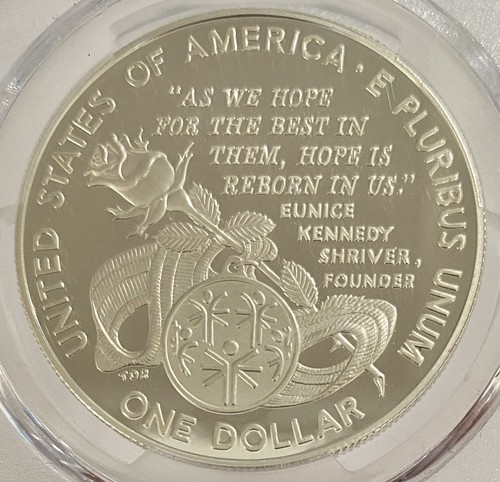 UNITED STATES OF AMERICA · E PLURIBUS UNUM
"AS WE HOPE
FOR THE BEST IN
THEM, HOPE IS
REBORN IN US."
EUNICE
KENNEDY
SHRIVER,
FOUNDER
ONE DOLLAR